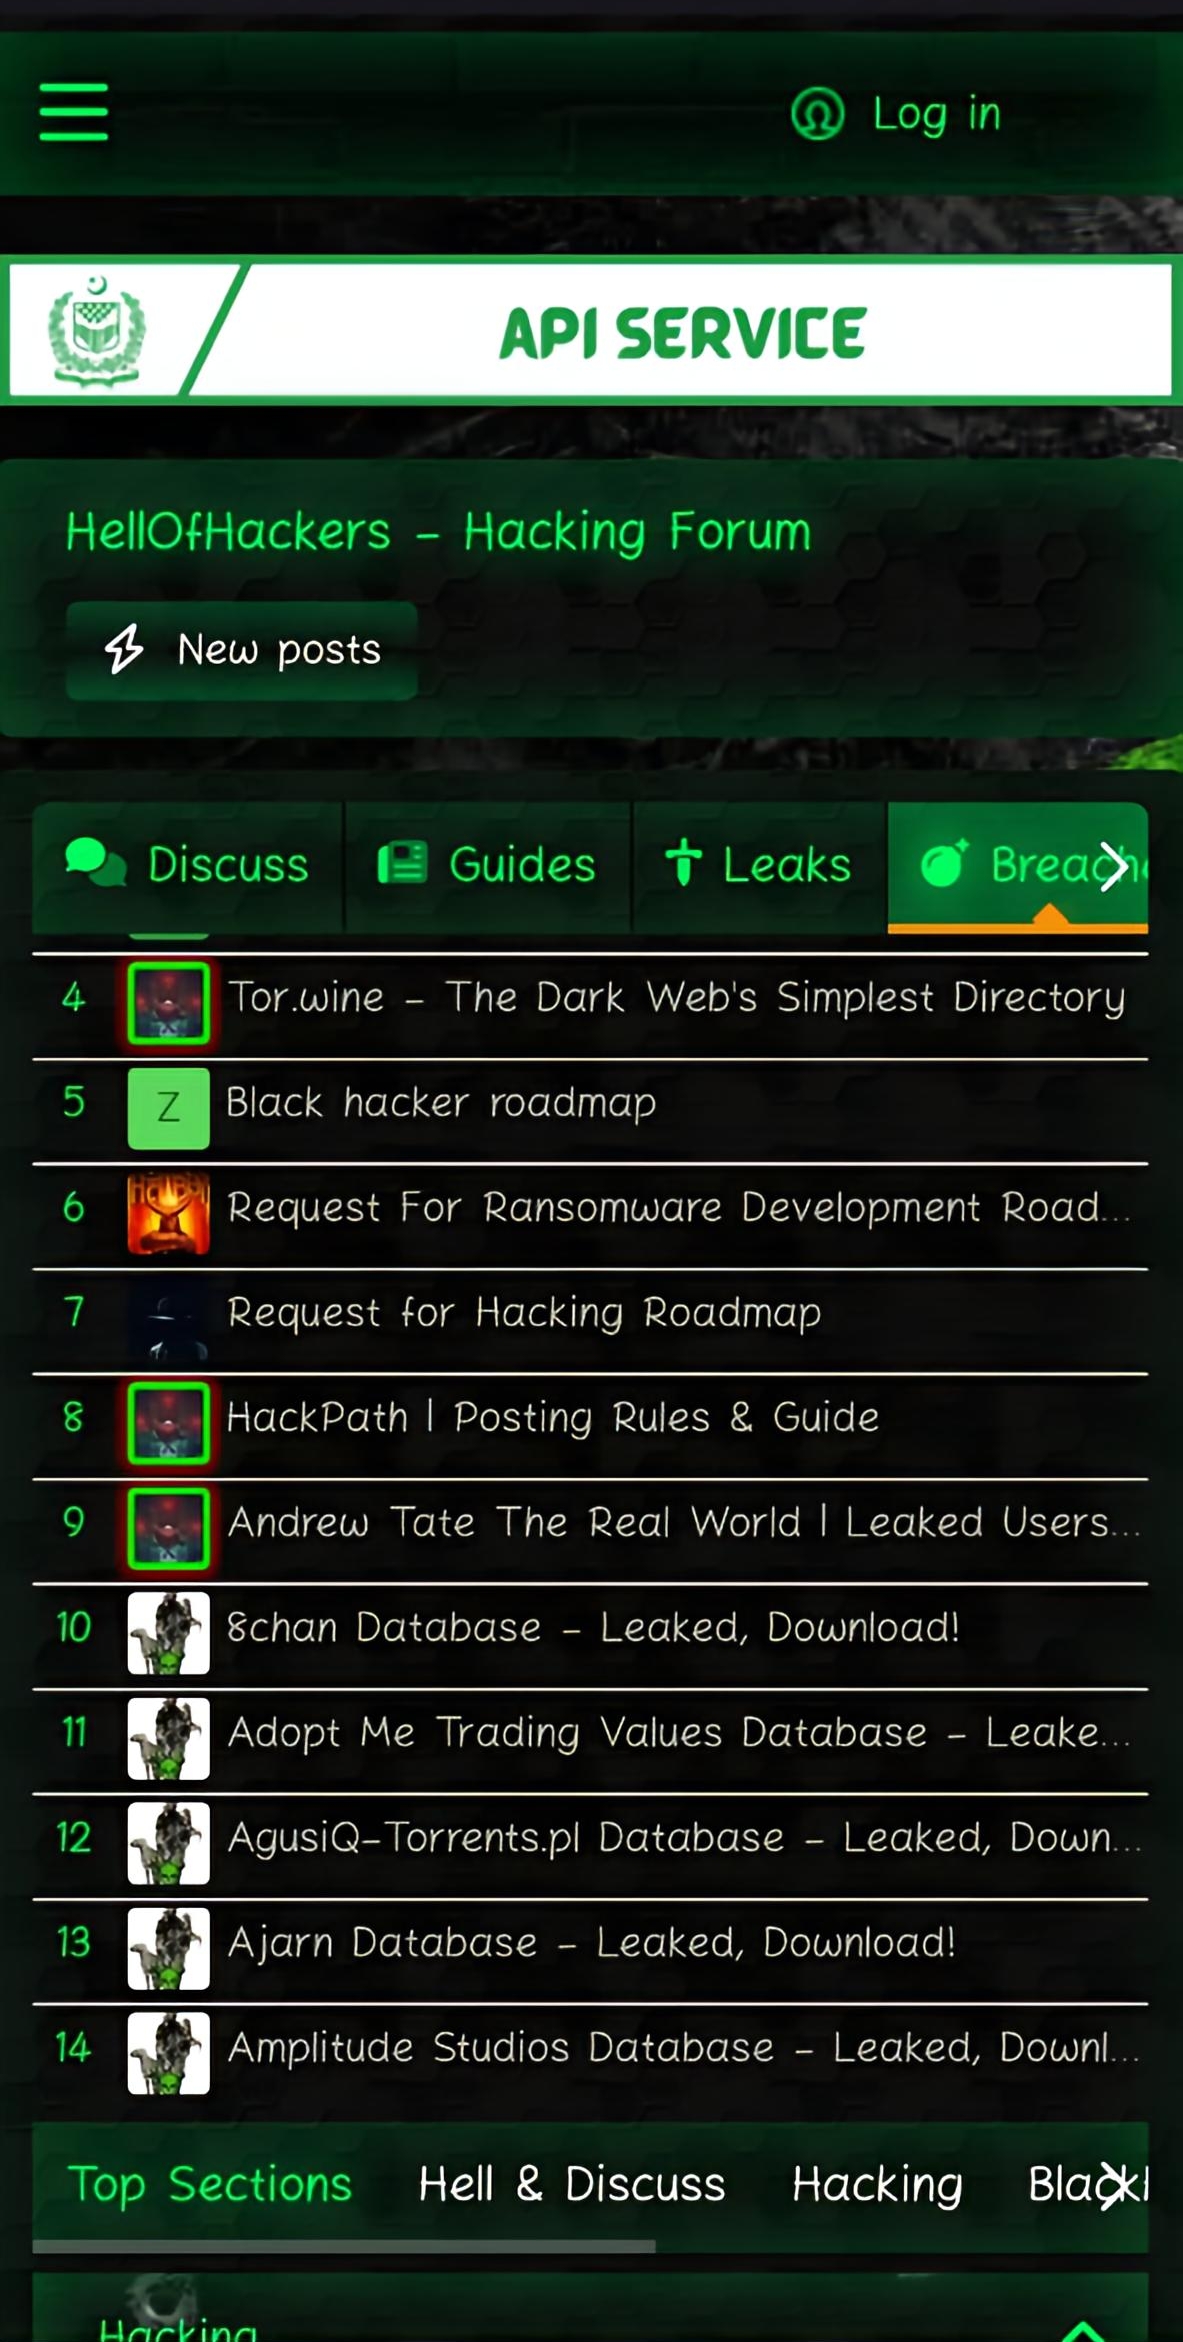 Log in
API SERVICE
HellOfHackers - Hacking Forum
New posts
Discuss
Guides
Leaks
4 Tor.wine - The Dark Web's Simplest Directory
5 Z Black hacker roadmap
6 Request For Ransomware Development Road...
7 Request for Hacking Roadmap
8 HackPath | Posting Rules & Guide
9 Andrew Tate The Real World | Leaked Users...
10 8chan Database - Leaked, Download!
11 Adopt Me Trading Values Database - Leake...
12 AgusiQ-Torrents.pl Database - Leaked, Down...
13 Ajarn Database - Leaked, Download!
14 Amplitude Studios Database - Leaked, Downl...
Top Sections Hell & Discuss Hacking
Hacking